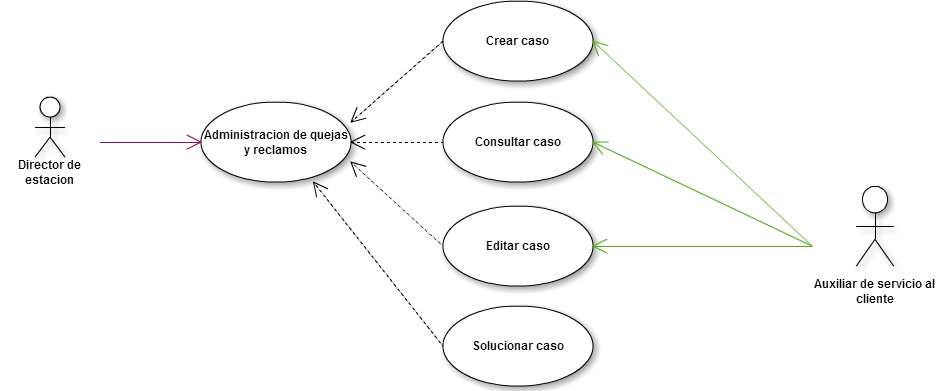 Crear caso
Administracion de quejas
y reclamos
Consultar caso
Director de
estacion
Editar caso
Auxiliar de servicio al
cliente
Solucionar caso